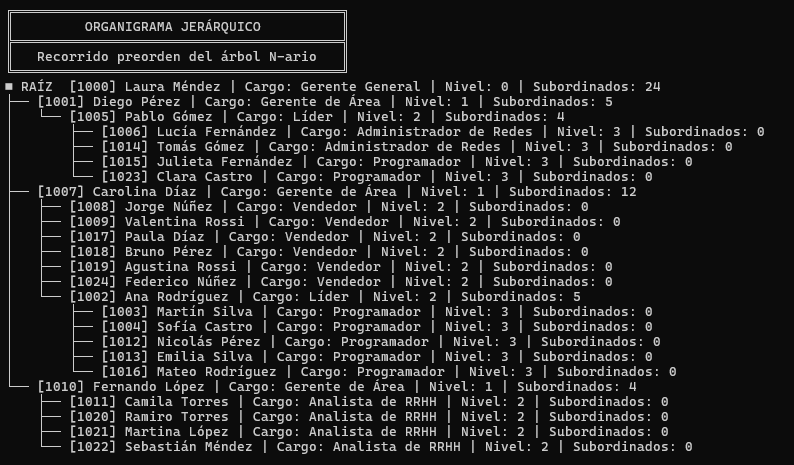 ORGANIGRAMA JERÁRQUICO
Recorrido preorden del árbol N-ario
■ RAÍZ  [1000] Laura Méndez | Cargo: Gerente General | Nivel: 0 | Subordinados: 24
├── [1001] Diego Pérez | Cargo: Gerente de Área | Nivel: 1 | Subordinados: 5
│   └── [1005] Pablo Gómez | Cargo: Líder | Nivel: 2 | Subordinados: 4
│       ├── [1006] Lucía Fernández | Cargo: Administrador de Redes | Nivel: 3 | Subordinados: 0
│       ├── [1014] Tomás Gómez | Cargo: Administrador de Redes | Nivel: 3 | Subordinados: 0
│       ├── [1015] Julieta Fernández | Cargo: Programador | Nivel: 3 | Subordinados: 0
│       └── [1023] Clara Castro | Cargo: Programador | Nivel: 3 | Subordinados: 0
├── [1007] Carolina Díaz | Cargo: Gerente de Área | Nivel: 1 | Subordinados: 12
│   ├── [1008] Jorge Núñez | Cargo: Vendedor | Nivel: 2 | Subordinados: 0
│   ├── [1009] Valentina Rossi | Cargo: Vendedor | Nivel: 2 | Subordinados: 0
│   ├── [1017] Paula Díaz | Cargo: Vendedor | Nivel: 2 | Subordinados: 0
│   ├── [1018] Bruno Pérez | Cargo: Vendedor | Nivel: 2 | Subordinados: 0
│   ├── [1019] Agustina Rossi | Cargo: Vendedor | Nivel: 2 | Subordinados: 0
│   ├── [1024] Federico Núñez | Cargo: Vendedor | Nivel: 2 | Subordinados: 0
│   └── [1002] Ana Rodríguez | Cargo: Líder | Nivel: 2 | Subordinados: 5
│       ├── [1003] Martín Silva | Cargo: Programador | Nivel: 3 | Subordinados: 0
│       ├── [1004] Sofía Castro | Cargo: Programador | Nivel: 3 | Subordinados: 0
│       ├── [1012] Nicolás Pérez | Cargo: Programador | Nivel: 3 | Subordinados: 0
│       ├── [1013] Emilia Silva | Cargo: Programador | Nivel: 3 | Subordinados: 0
│       └── [1016] Mateo Rodríguez | Cargo: Programador | Nivel: 3 | Subordinados: 0
└── [1010] Fernando López | Cargo: Gerente de Área | Nivel: 1 | Subordinados: 4
    ├── [1011] Camila Torres | Cargo: Analista de RRHH | Nivel: 2 | Subordinados: 0
    ├── [1020] Ramiro Torres | Cargo: Analista de RRHH | Nivel: 2 | Subordinados: 0
    ├── [1021] Martina López | Cargo: Analista de RRHH | Nivel: 2 | Subordinados: 0
    └── [1022] Sebastián Méndez | Cargo: Analista de RRHH | Nivel: 2 | Subordinados: 0